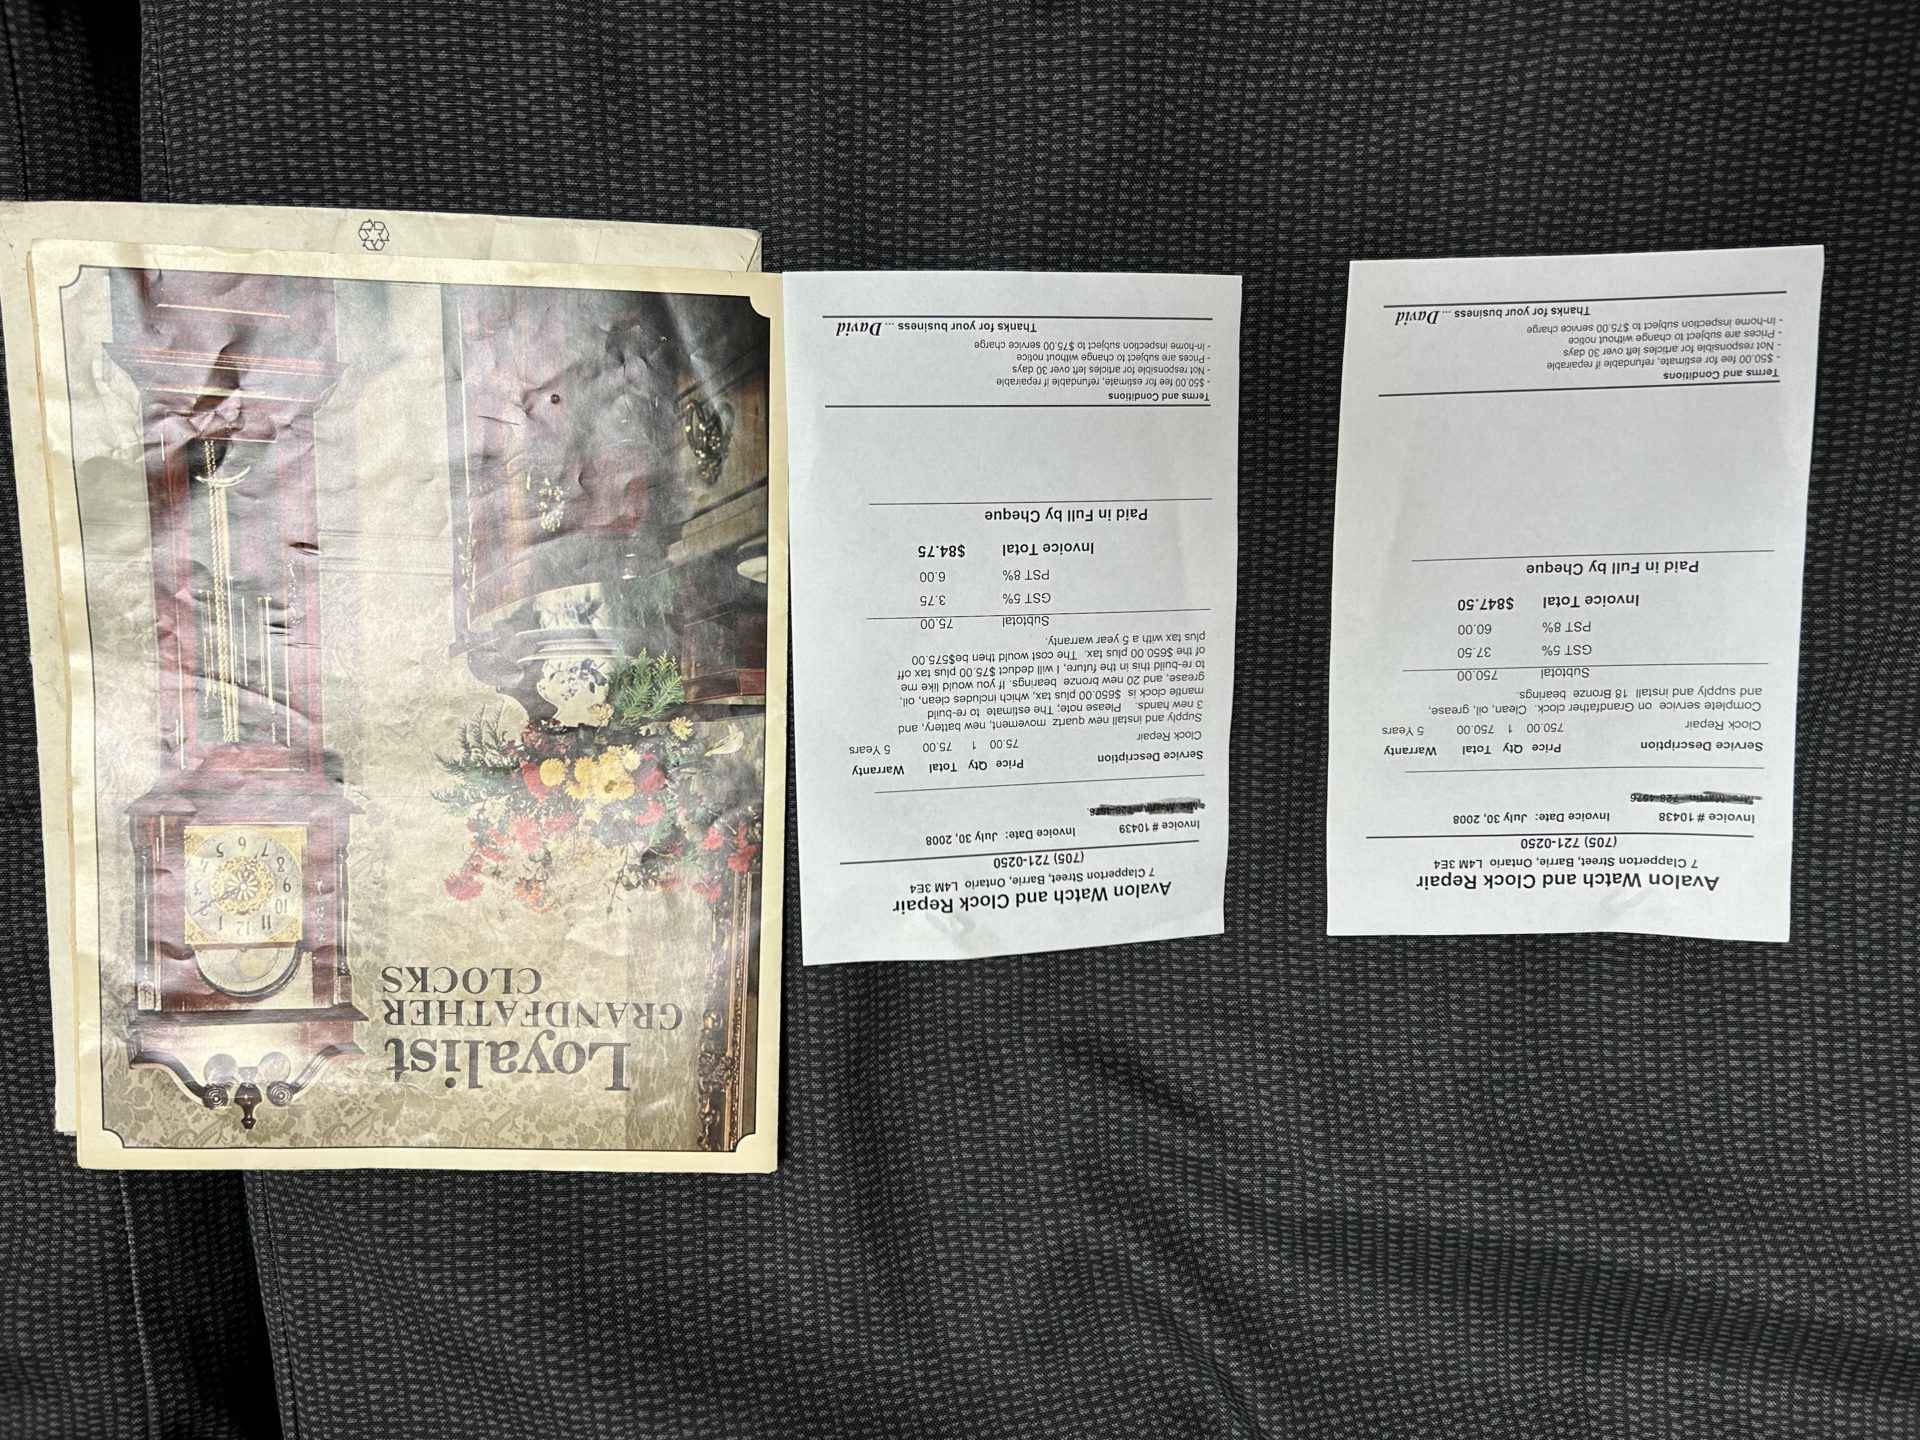 Loyalist
GRANDFATHER
CLOCKS
Avalon Watch and Clock Repair
7 Clapperton Street, Barrie, Ontario L4M 3E4
(705) 721-0250
Invoice # 10438 Invoice Date: July 30, 2008
Service Description Price Qty Total Warranty
Clock Repair 750.00 1 750.00 5 Years
Complete service on Grandfather clock. Clean, oil, grease,
and supply and install 18 Bronze bearings.
Subtotal 750.00
GST 5% 37.50
PST 8% 60.00
Invoice Total $847.50
Paid in Full by Cheque
Terms and Conditions
- $50.00 fee for estimate, refundable if repairable
- Not responsible for articles left over 30 days
- Prices are subject to change without notice
- In-home inspection subject to $75.00 service charge
Thanks for your business ... David
Avalon Watch and Clock Repair
7 Clapperton Street, Barrie, Ontario L4M 3E4
(705) 721-0250
Invoice # 10439 Invoice Date: July 30, 2008
Service Description Price Qty Total Warranty
Clock Repair 75.00 1 75.00 5 Years
Supply and install new quartz movement, new battery, and
3 new hands. Please note; The estimate to re-build
mantle clock is $650.00 plus tax, which includes clean, oil,
grease, and 20 new bronze bearings. If you would like me
to re-build this in the future, I will deduct $75.00 plus tax off
of the $650.00 plus tax. The cost would then be$575.00
plus tax with a 5 year warranty.
Subtotal 75.00
GST 5% 3.75
PST 8% 6.00
Invoice Total $84.75
Paid in Full by Cheque
Terms and Conditions
- $50.00 fee for estimate, refundable if repairable
- Not responsible for articles left over 30 days
- Prices are subject to change without notice
- In-home inspection subject to $75.00 service charge
Thanks for your business ... David